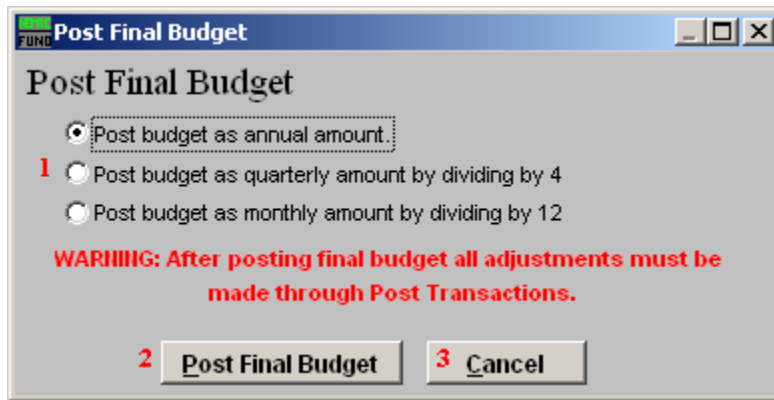 FUND Post Final Budget
Post Final Budget
Post budget as annual amount.
1 Post budget as quarterly amount by dividing by 4
Post budget as monthly amount by dividing by 12
WARNING: After posting final budget all adjustments must be
made through Post Transactions.
2 Post Final Budget 3 Cancel